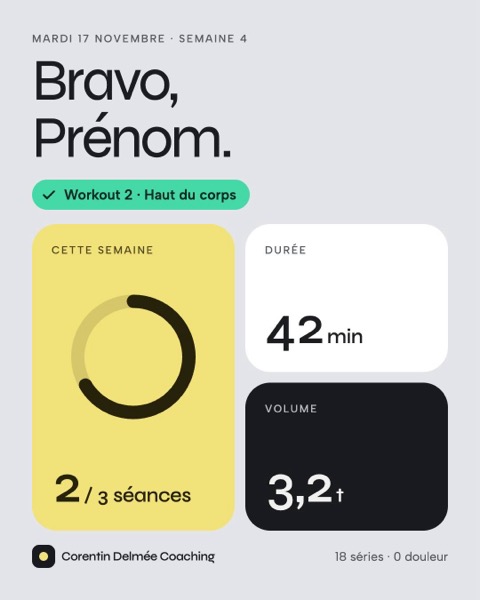 MARDI 17 NOVEMBRE · SEMAINE 4
Bravo,
Prénom.
Workout 2 · Haut du corps
CETTE SEMAINE
2 / 3 séances
DURÉE
42 min
VOLUME
3,2 t
Corentin Delmée Coaching
18 séries · 0 douleur